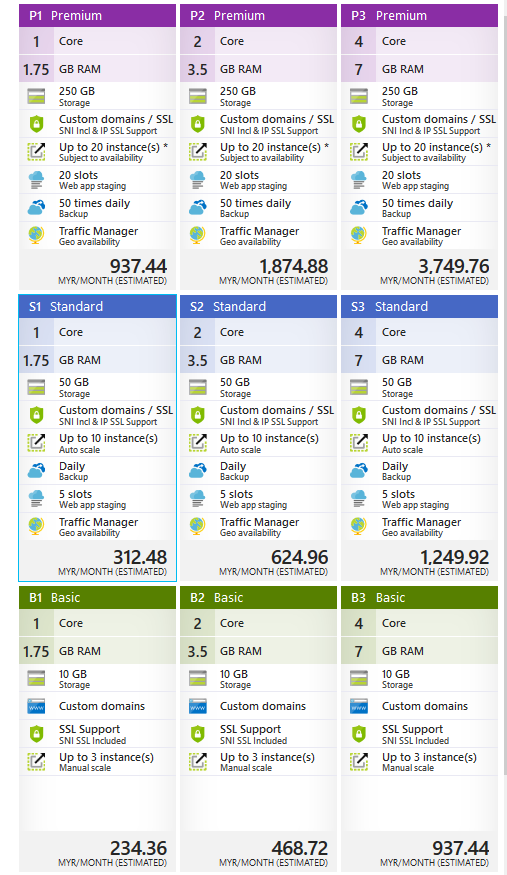 P1 Premium
1 Core
1.75 GB RAM
250 GB
Storage
Custom domains / SSL
SNI Incl & IP SSL Support
Up to 20 instance(s) *
Subject to availability
20 slots
Web app staging
50 times daily
Backup
Traffic Manager
Geo availability
937.44
MYR/MONTH (ESTIMATED)
P2 Premium
2 Core
3.5 GB RAM
250 GB
Storage
Custom domains / SSL
SNI Incl & IP SSL Support
Up to 20 instance(s) *
Subject to availability
20 slots
Web app staging
50 times daily
Backup
Traffic Manager
Geo availability
1,874.88
MYR/MONTH (ESTIMATED)
P3 Premium
4 Core
7 GB RAM
250 GB
Storage
Custom domains / SSL
SNI Incl & IP SSL Support
Up to 20 instance(s) *
Subject to availability
20 slots
Web app staging
50 times daily
Backup
Traffic Manager
Geo availability
3,749.76
MYR/MONTH (ESTIMATED)
S1 Standard
1 Core
1.75 GB RAM
50 GB
Storage
Custom domains / SSL
SNI Incl & IP SSL Support
Up to 10 instance(s)
Auto scale
Daily
Backup
5 slots
Web app staging
Traffic Manager
Geo availability
312.48
MYR/MONTH (ESTIMATED)
S2 Standard
2 Core
3.5 GB RAM
50 GB
Storage
Custom domains / SSL
SNI Incl & IP SSL Support
Up to 10 instance(s)
Auto scale
Daily
Backup
5 slots
Web app staging
Traffic Manager
Geo availability
624.96
MYR/MONTH (ESTIMATED)
S3 Standard
4 Core
7 GB RAM
50 GB
Storage
Custom domains / SSL
SNI Incl & IP SSL Support
Up to 10 instance(s)
Auto scale
Daily
Backup
5 slots
Web app staging
Traffic Manager
Geo availability
1,249.92
MYR/MONTH (ESTIMATED)
B1 Basic
1 Core
1.75 GB RAM
10 GB
Storage
www
Custom domains
SSL Support
SNI SSL Included
Up to 3 instance(s)
Manual scale
234.36
MYR/MONTH (ESTIMATED)
B2 Basic
2 Core
3.5 GB RAM
10 GB
Storage
www
Custom domains
SSL Support
SNI SSL Included
Up to 3 instance(s)
Manual scale
468.72
MYR/MONTH (ESTIMATED)
B3 Basic
4 Core
7 GB RAM
10 GB
Storage
www
Custom domains
SSL Support
SNI SSL Included
Up to 3 instance(s)
Manual scale
937.44
MYR/MONTH (ESTIMATED)